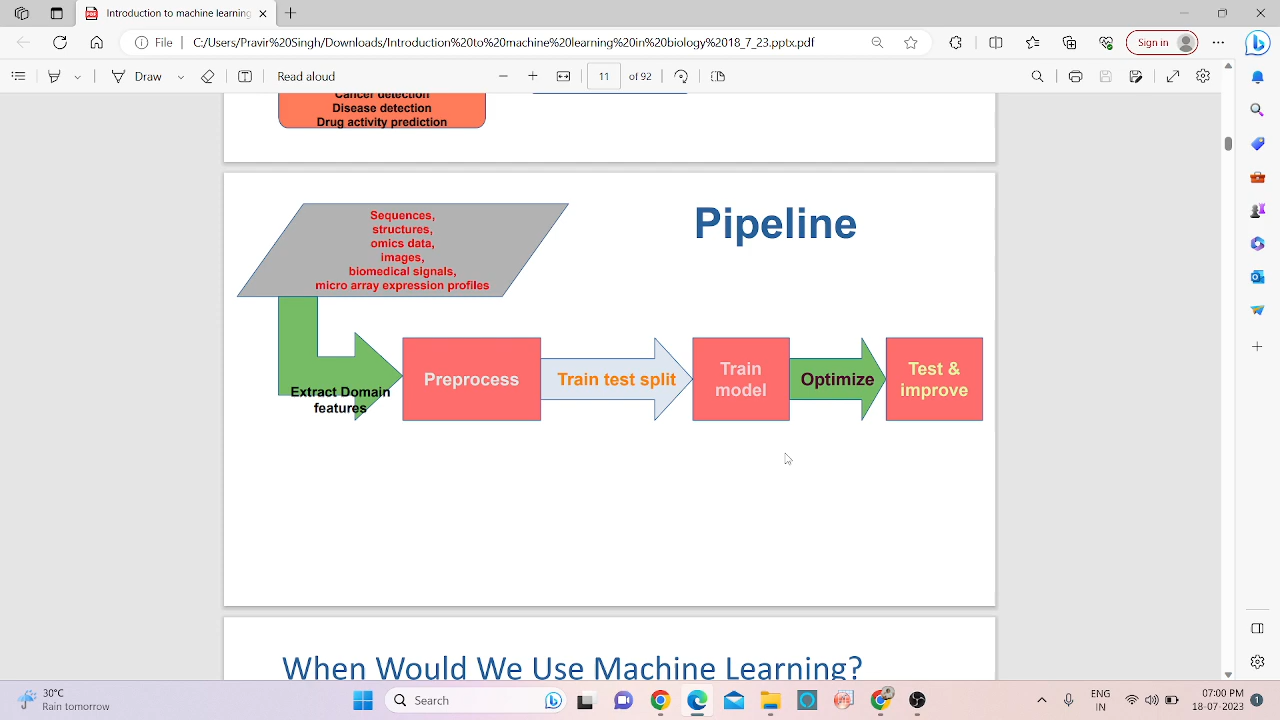 Introduction to machine learning
File
C:/Users/Pravin%20Singh/Downloads/Introduction%20to%20machine%20learning%20in%20biology%2018_7_23.pptx.pdf
Sign in
Draw
Read aloud
11
of 92
Cancer detection
Disease detection
Drug activity prediction
Pipeline
Sequences,
structures,
omics data,
images,
biomedical signals,
micro array expression profiles
Extract Domain
features
Preprocess
Train test split
Train
model
Optimize
Test &
improve
When Would We Use Machine Learning?
30°C
Rain tomorrow
Search
ENG
IN
07:00 PM
18-07-2023
1